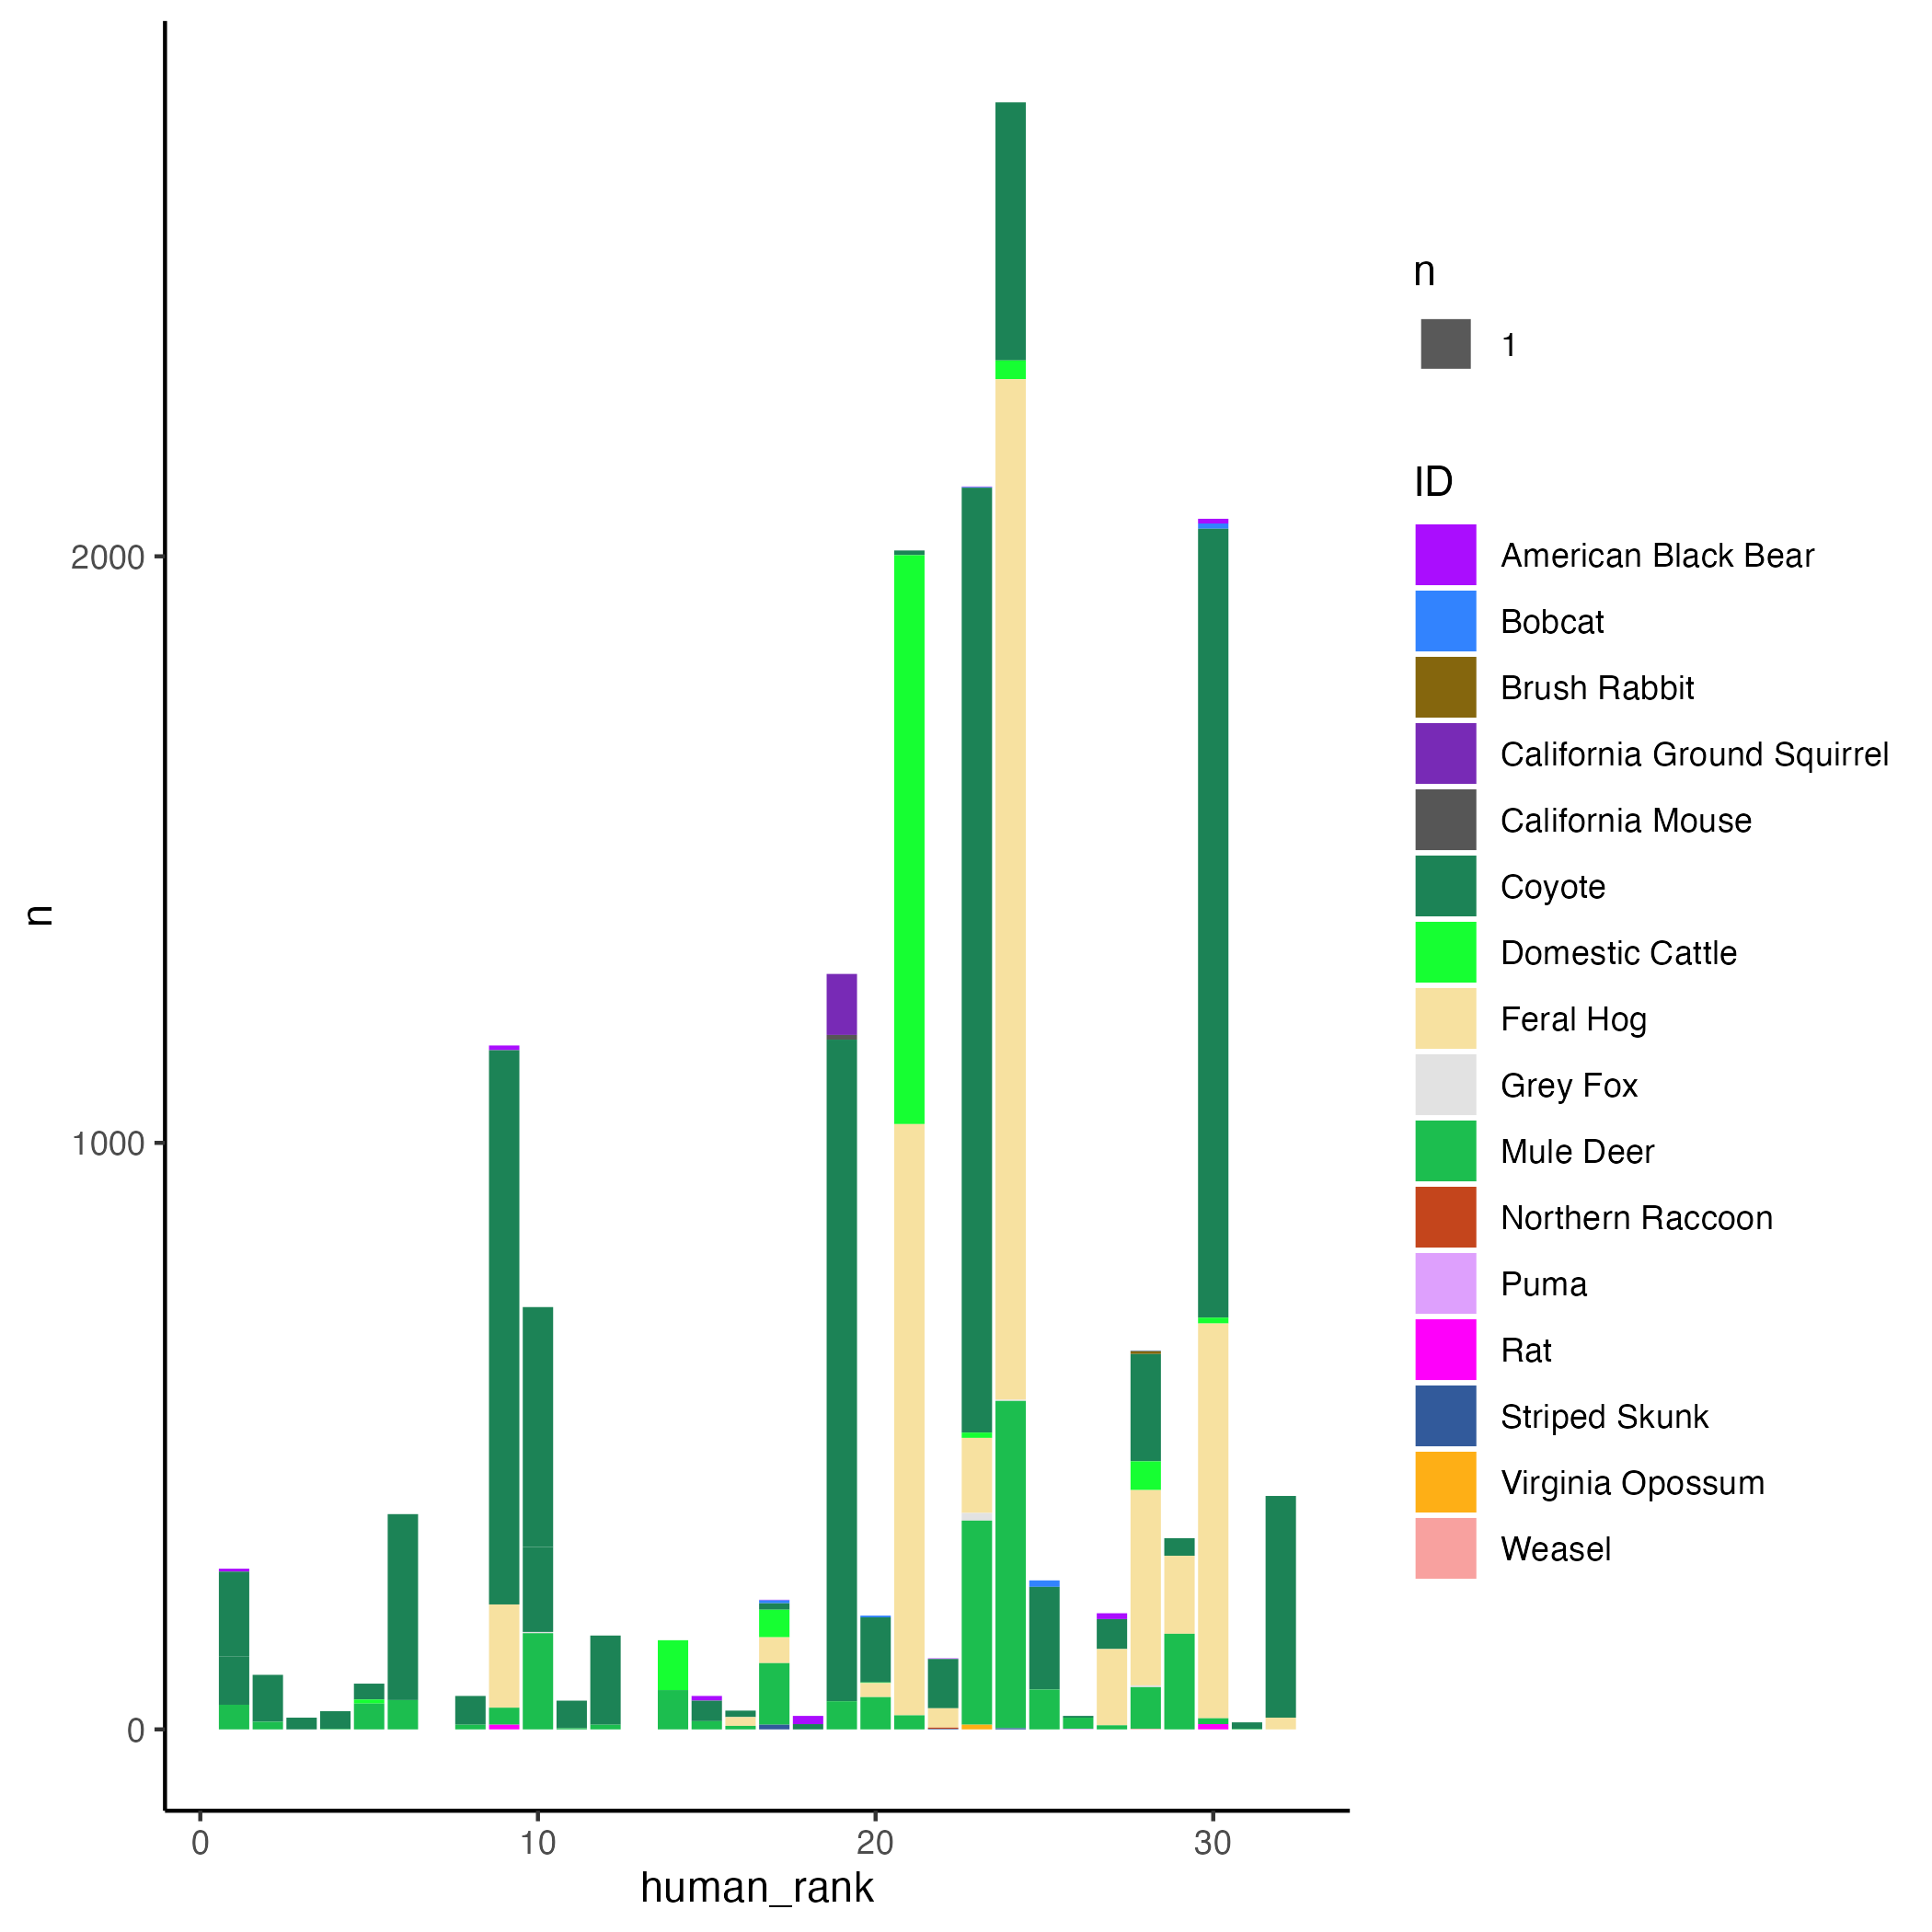 n
2000
1000
0
0 10 20 30
human_rank
n
1
ID
American Black Bear
Bobcat
Brush Rabbit
California Ground Squirrel
California Mouse
Coyote
Domestic Cattle
Feral Hog
Grey Fox
Mule Deer
Northern Raccoon
Puma
Rat
Striped Skunk
Virginia Opossum
Weasel